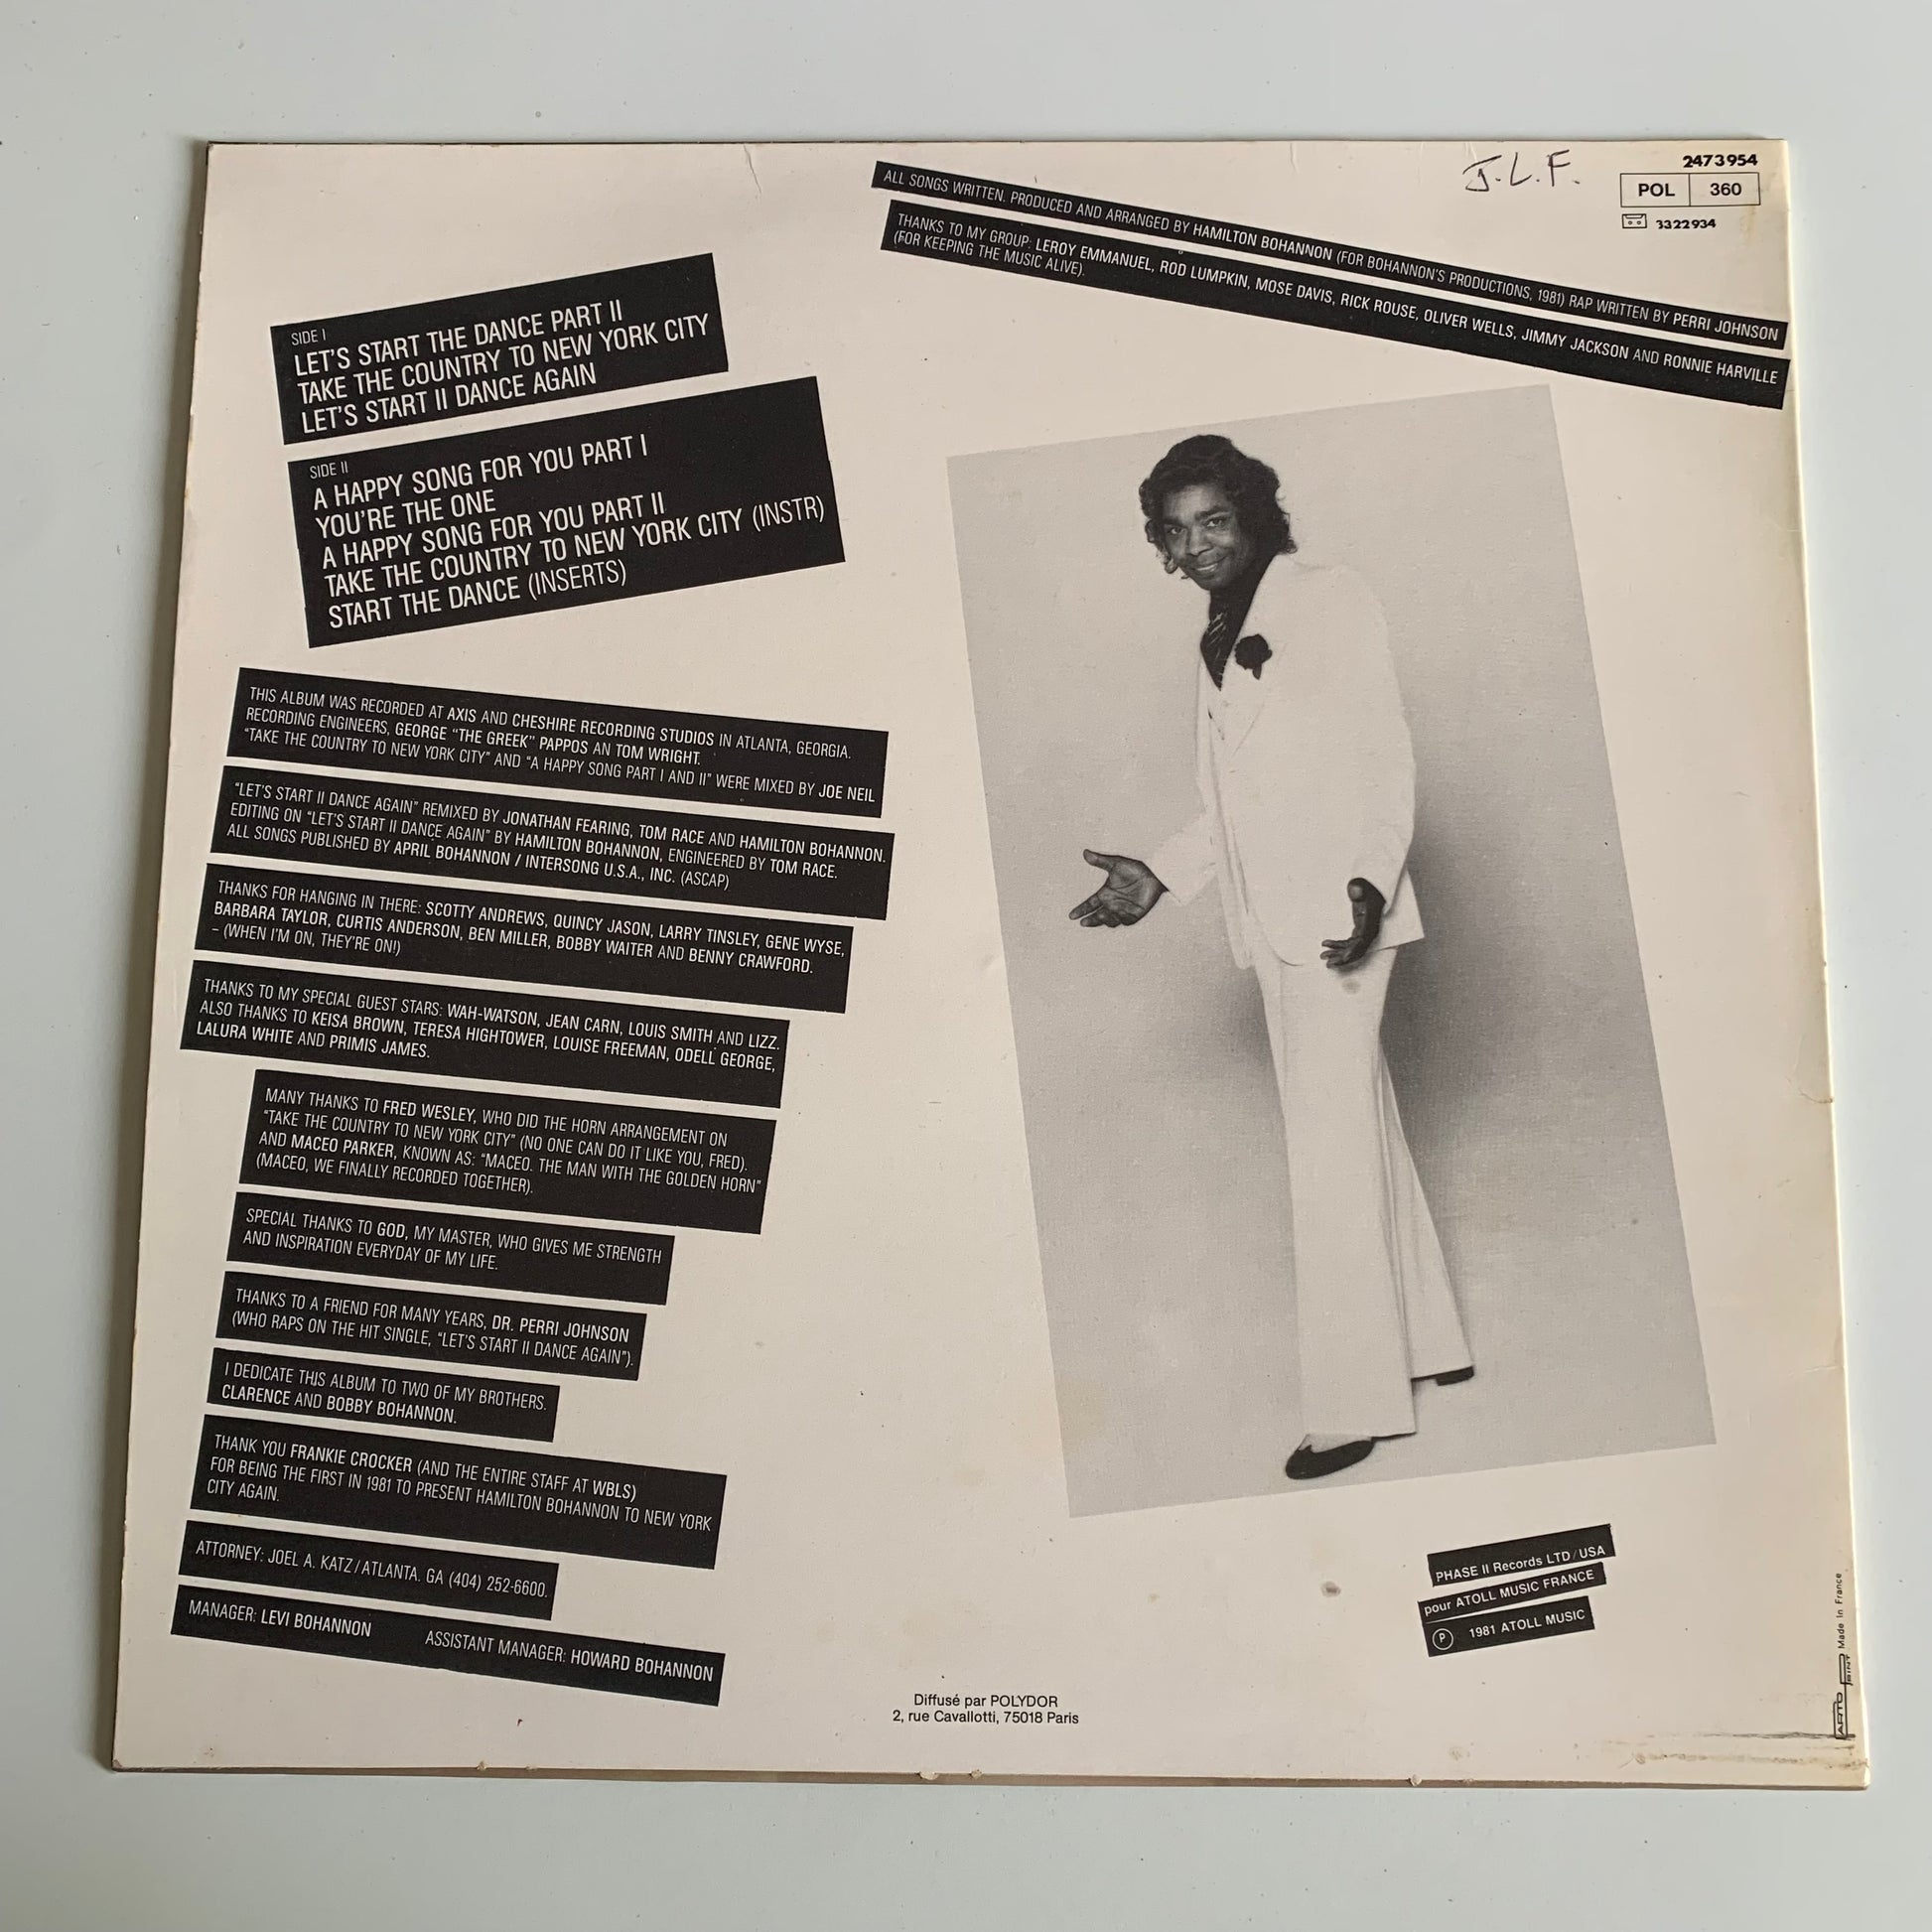 J.L.F.
2473954
POL 360
3322934
ALL SONGS WRITTEN. PRODUCED AND ARRANGED BY HAMILTON BOHANNON (FOR BOHANNON'S PRODUCTIONS, 1981) RAP WRITTEN BY PERRI JOHNSON
THANKS TO MY GROUP: LEROY EMMANUEL, ROD LUMPKIN, MOSE DAVIS, RICK ROUSE, OLIVER WELLS, JIMMY JACKSON AND RONNIE HARVILLE
(FOR KEEPING THE MUSIC ALIVE).
SIDE I
LET'S START THE DANCE PART II
TAKE THE COUNTRY TO NEW YORK CITY
LET'S START II DANCE AGAIN
SIDE II
A HAPPY SONG FOR YOU PART I
YOU'RE THE ONE
A HAPPY SONG FOR YOU PART II
TAKE THE COUNTRY TO NEW YORK CITY (INSTR)
START THE DANCE (INSERTS)
THIS ALBUM WAS RECORDED AT AXIS AND CHESHIRE RECORDING STUDIOS IN ATLANTA, GEORGIA.
RECORDING ENGINEERS, GEORGE "THE GREEK" PAPPOS AN TOM WRIGHT.
"TAKE THE COUNTRY TO NEW YORK CITY" AND "A HAPPY SONG PART I AND II" WERE MIXED BY JOE NEIL
"LET'S START II DANCE AGAIN" REMIXED BY JONATHAN FEARING, TOM RACE AND HAMILTON BOHANNON.
EDITING ON "LET'S START II DANCE AGAIN" BY HAMILTON BOHANNON, ENGINEERED BY TOM RACE.
ALL SONGS PUBLISHED BY APRIL BOHANNON / INTERSONG U.S.A., INC. (ASCAP)
THANKS FOR HANGING IN THERE: SCOTTY ANDREWS, QUINCY JASON, LARRY TINSLEY, GENE WYSE,
BARBARA TAYLOR, CURTIS ANDERSON, BEN MILLER, BOBBY WAITER AND BENNY CRAWFORD.
– (WHEN I'M ON, THEY'RE ON!)
THANKS TO MY SPECIAL GUEST STARS: WAH-WATSON, JEAN CARN, LOUIS SMITH AND LIZZ.
ALSO THANKS TO KEISA BROWN, TERESA HIGHTOWER, LOUISE FREEMAN, ODELL GEORGE,
LALURA WHITE AND PRIMIS JAMES.
MANY THANKS TO FRED WESLEY, WHO DID THE HORN ARRANGEMENT ON
"TAKE THE COUNTRY TO NEW YORK CITY" (NO ONE CAN DO IT LIKE YOU, FRED).
AND MACEO PARKER, KNOWN AS: "MACEO. THE MAN WITH THE GOLDEN HORN"
(MACEO, WE FINALLY RECORDED TOGETHER).
SPECIAL THANKS TO GOD, MY MASTER, WHO GIVES ME STRENGTH
AND INSPIRATION EVERYDAY OF MY LIFE.
THANKS TO A FRIEND FOR MANY YEARS, DR. PERRI JOHNSON
(WHO RAPS ON THE HIT SINGLE, "LET'S START II DANCE AGAIN").
I DEDICATE THIS ALBUM TO TWO OF MY BROTHERS.
CLARENCE AND BOBBY BOHANNON.
THANK YOU FRANKIE CROCKER (AND THE ENTIRE STAFF AT WBLS)
FOR BEING THE FIRST IN 1981 TO PRESENT HAMILTON BOHANNON TO NEW YORK
CITY AGAIN.
ATTORNEY: JOEL A. KATZ / ATLANTA. GA (404) 252-6600.
MANAGER: LEVI BOHANNON ASSISTANT MANAGER: HOWARD BOHANNON
PHASE II Records LTD / USA
pour ATOLL MUSIC FRANCE
Ⓟ 1981 ATOLL MUSIC
Diffusé par POLYDOR
2, rue Cavallotti, 75018 Paris
Made In France